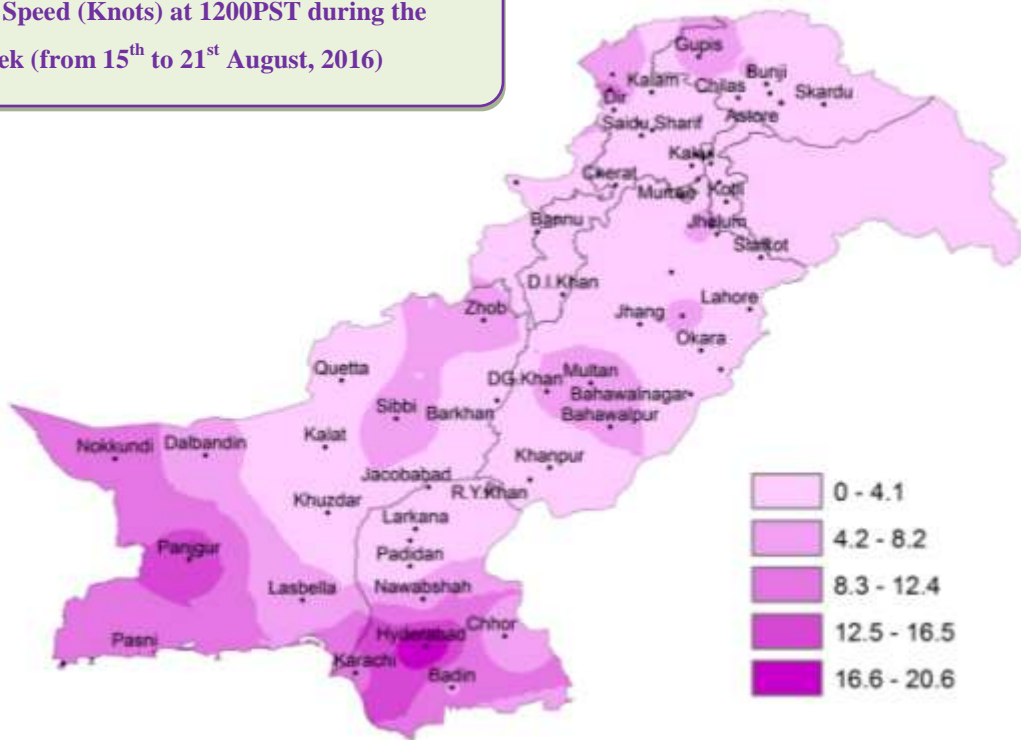 Speed (Knots) at 1200PST during the
ek (from 15th to 21st August, 2016)
Gupis
Kalam
Chilas
Bunji
Skardu
Dir
Astore
Saidu Sharif
Cherat
Kotli
Bannu
Jhelum
Sialkot
D.I.Khan
Zhob
Jhang
Lahore
Okara
Quetta
DG.Khan
Multan
Bahawalnagar
Sibbi
Barkhan
Bahawalpur
Nokkundi
Dalbandin
Kalat
Khanpur
Jacobabad
R.Y.Khan
Khuzdar
Larkana
Panjgur
Padidan
Lasbella
Nawabshah
Pasni
Hyderabad
Chhor
Karachi
Badin
0 - 4.1
4.2 - 8.2
8.3 - 12.4
12.5 - 16.5
16.6 - 20.6